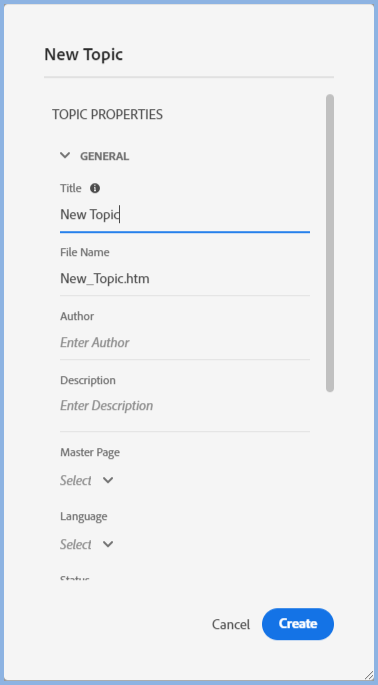 New Topic
TOPIC PROPERTIES
GENERAL
Title
New Topic
File Name
New_Topic.htm
Author
Enter Author
Description
Enter Description
Master Page
Select
Language
Select
Status
Cancel Create